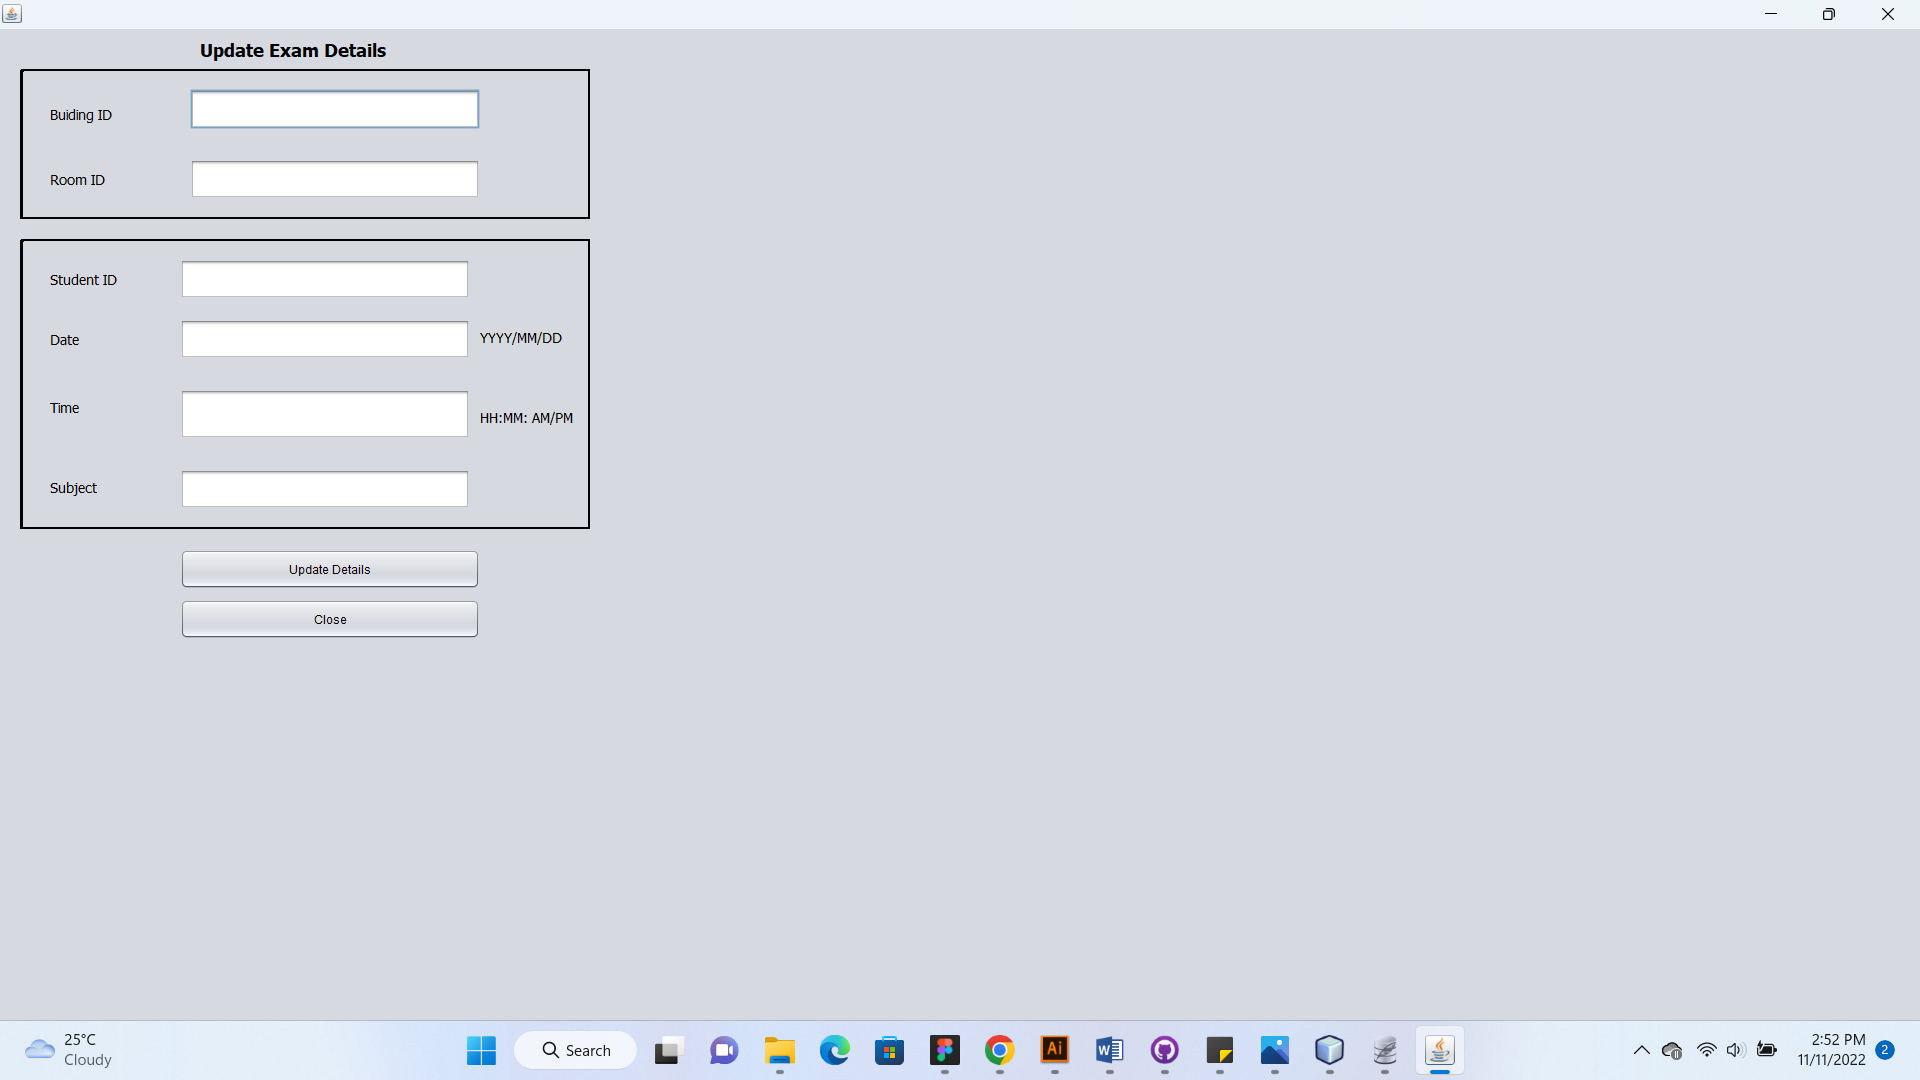 Update Exam Details
Buiding ID
Room ID
Student ID
Date
YYYY/MM/DD
Time
HH:MM: AM/PM
Subject
Update Details
Close
25°C
Cloudy
Search
Ai
W
2:52 PM
11/11/2022
2